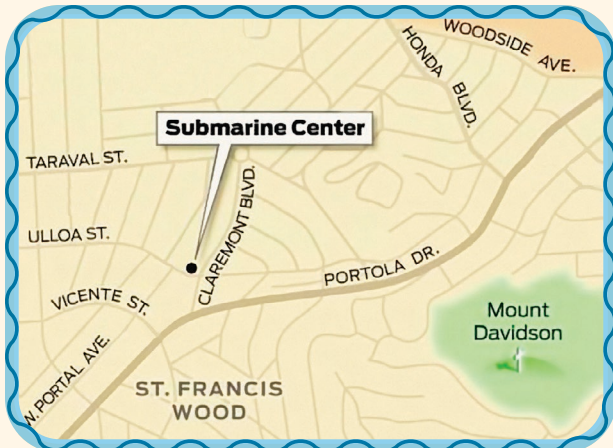 WOODSIDE AVE.
HONDA BLVD.
Submarine Center
TARAVAL ST.
CLAREMONT BLVD.
ULLOA ST.
PORTOLA DR.
VICENTE ST.
Mount
Davidson
W. PORTAL AVE.
ST. FRANCIS
WOOD